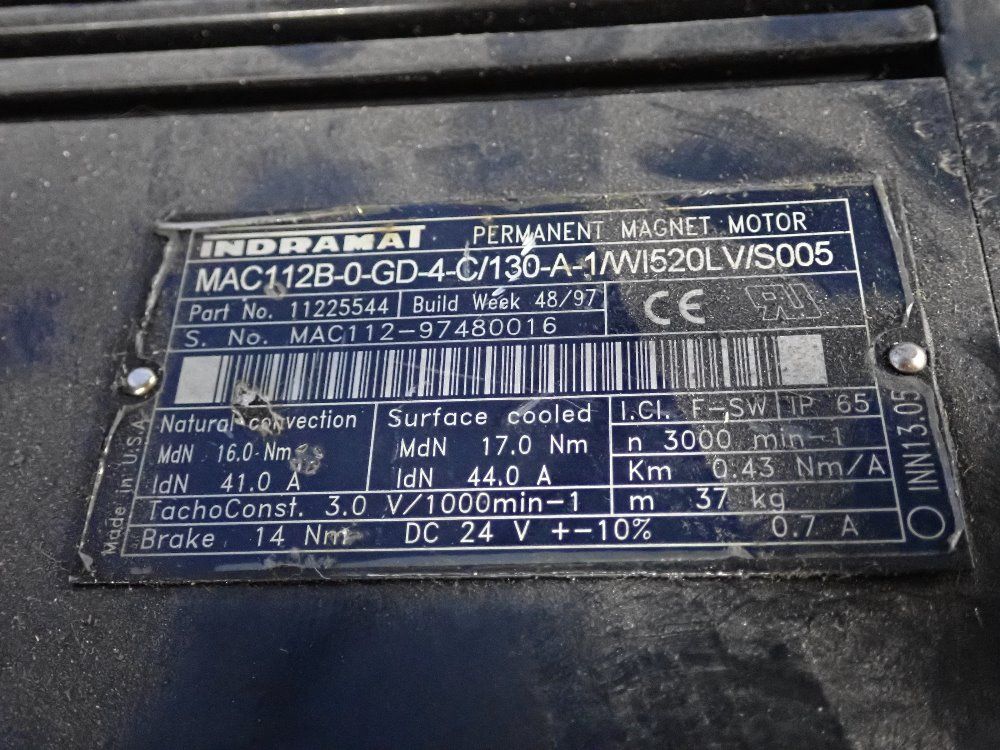 INDRAMAT PERMANENT MAGNET MOTOR
MAC112B-0-GD-4-C/130-A-1/WI520LV/S005
Part No. 11225544 Build Week 48/97
S. No. MAC112-97480016
CE
Natural convection
MdN 16.0 Nm
IdN 41.0 A
Surface cooled
MdN 17.0 Nm
IdN 44.0 A
I.Cl. F-SW IP 65
n 3000 min-1
Km 0.43 Nm/A
m 37 kg
TachoConst. 3.0 V/1000min-1
Brake 14 Nm DC 24 V +-10% 0.7 A
Made in U.S.A
INN13.05